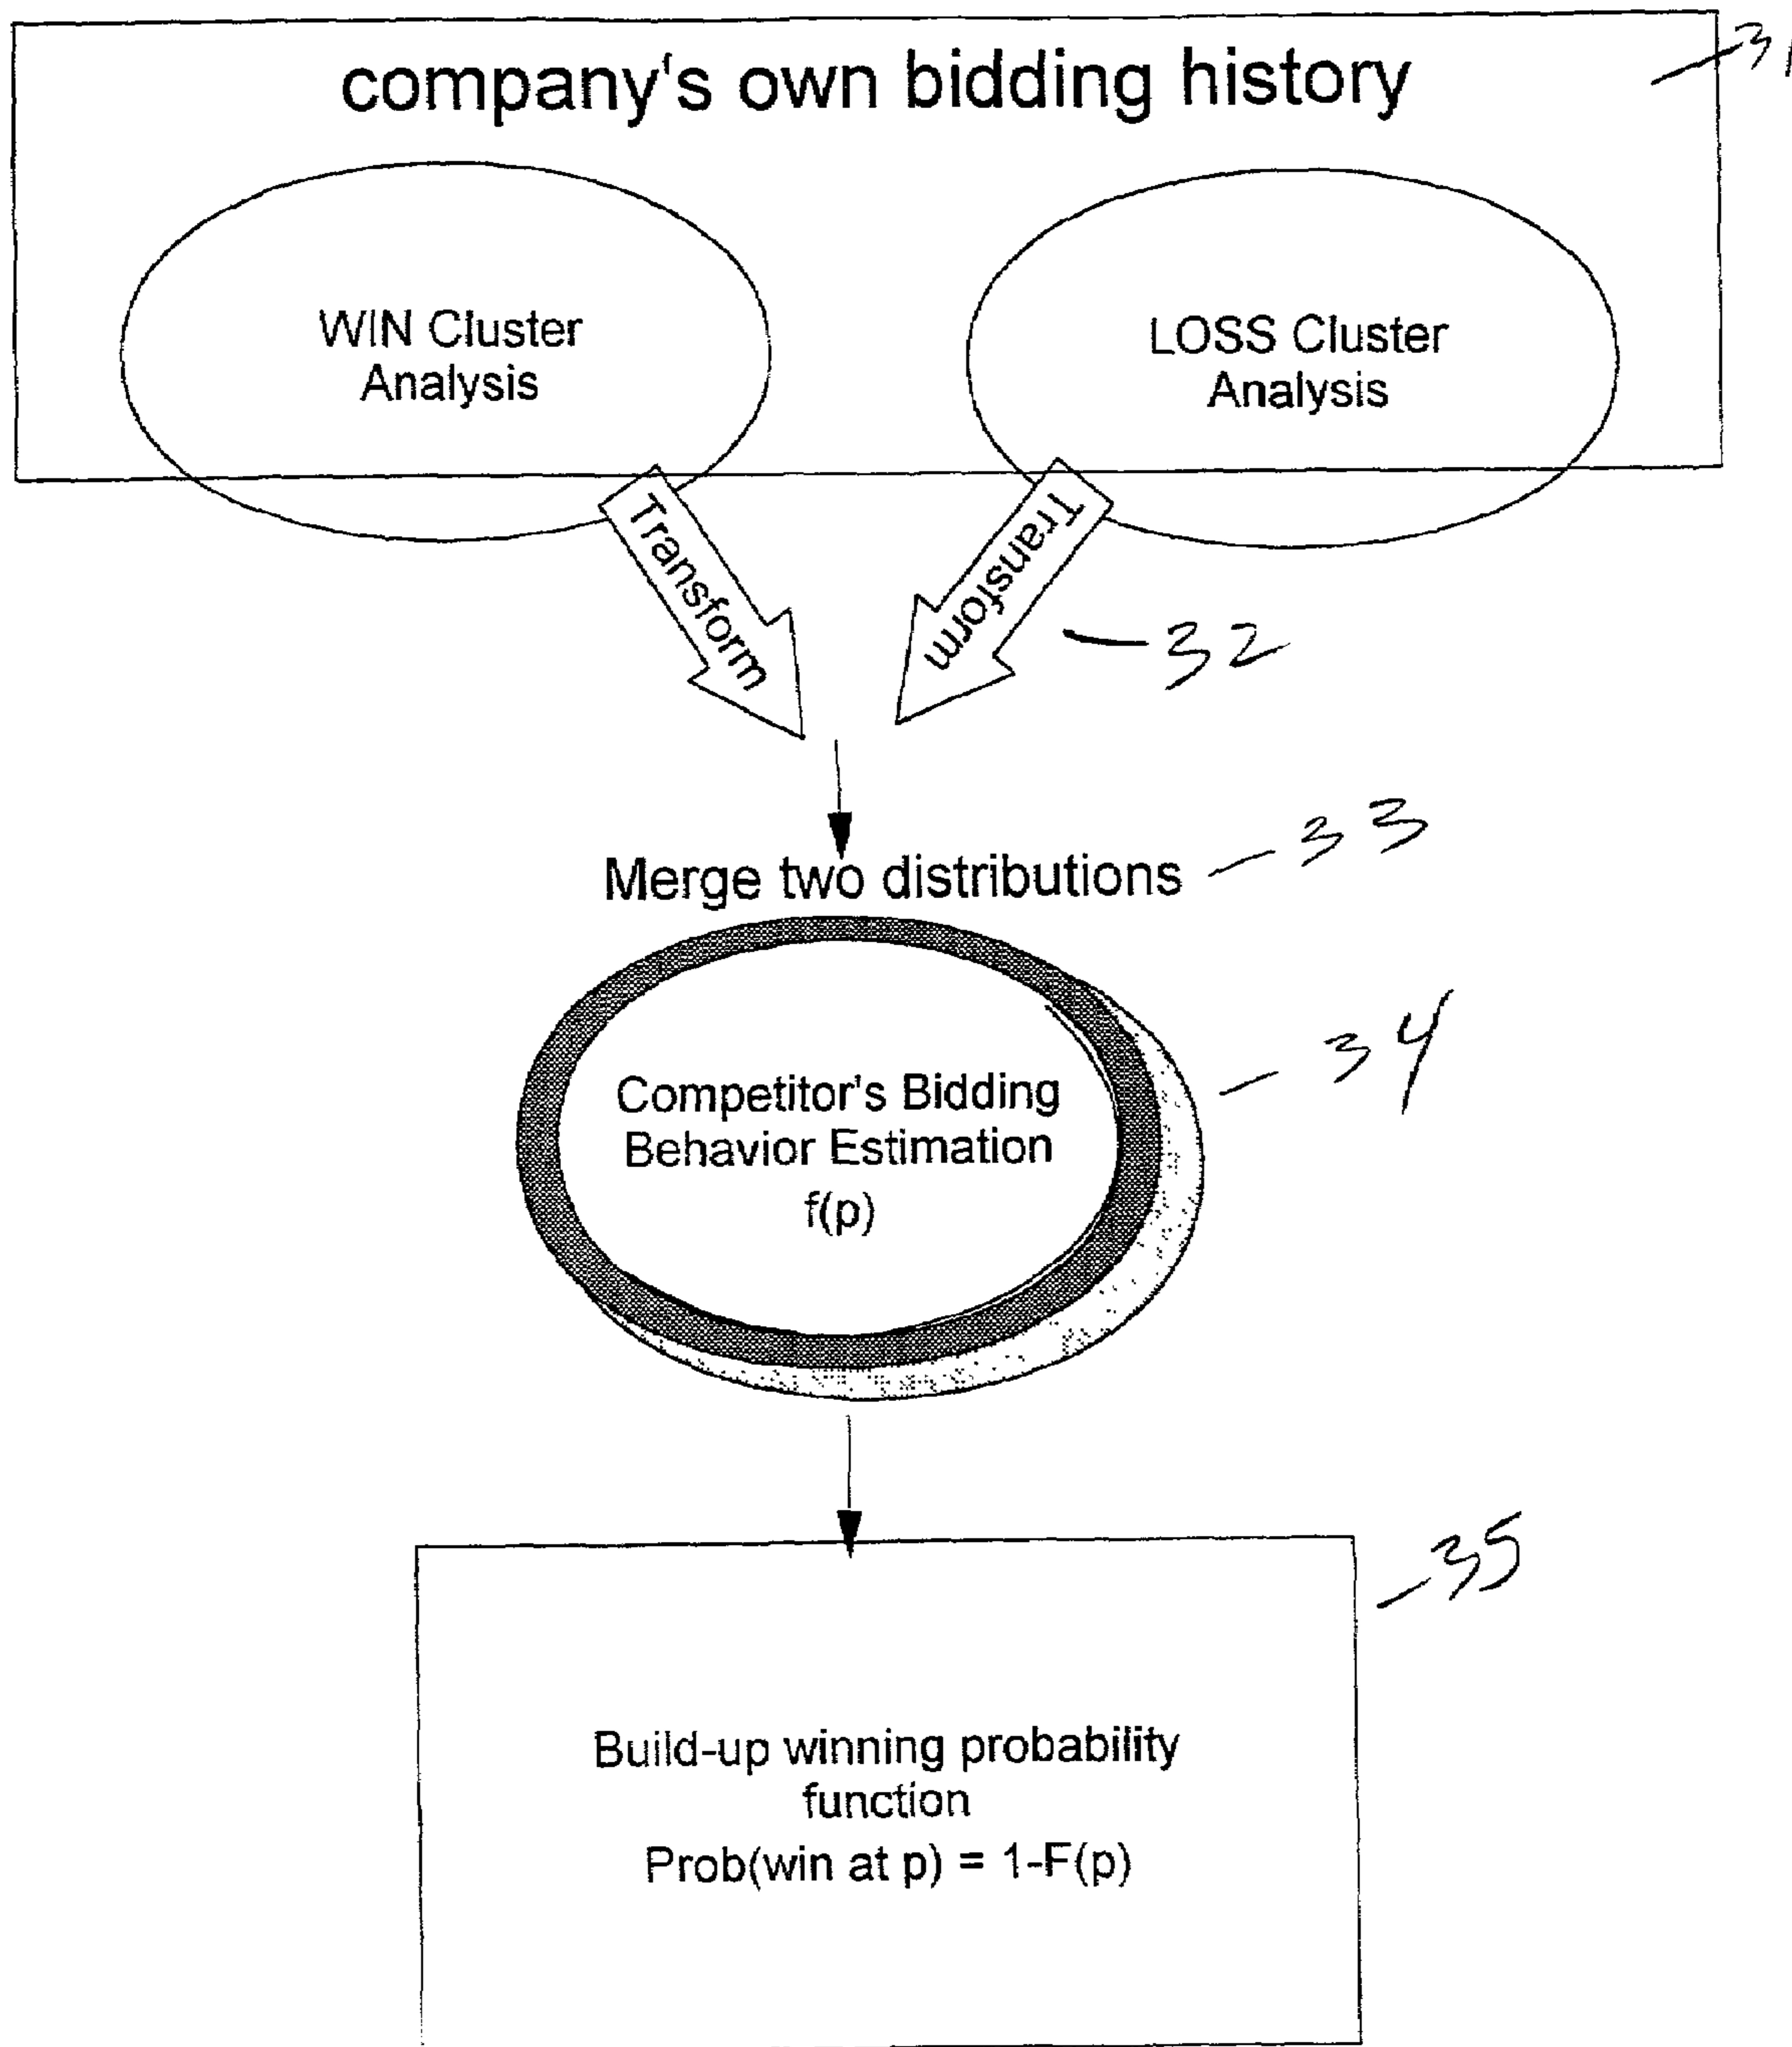 company's own bidding history
31
WIN Cluster
Analysis
LOSS Cluster
Analysis
Transform
Transform
32
Merge two distributions
33
34
Competitor's Bidding
Behavior Estimation
f(p)
35
Build-up winning probability
function
Prob(win at p) = 1-F(p)